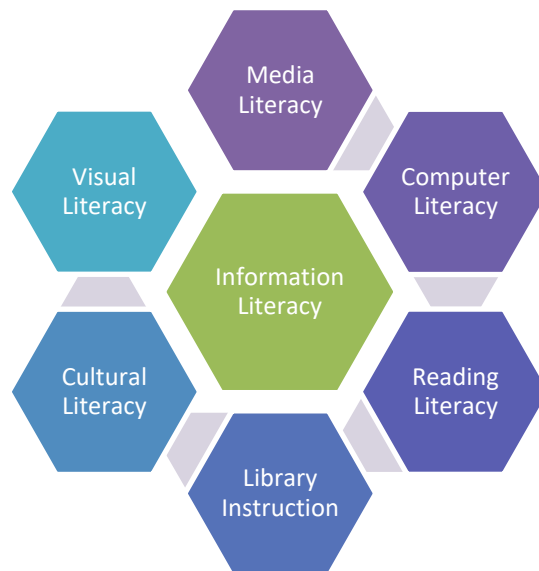 Media
Literacy
Visual
Literacy
Computer
Literacy
Information
Literacy
Cultural
Literacy
Reading
Literacy
Library
Instruction